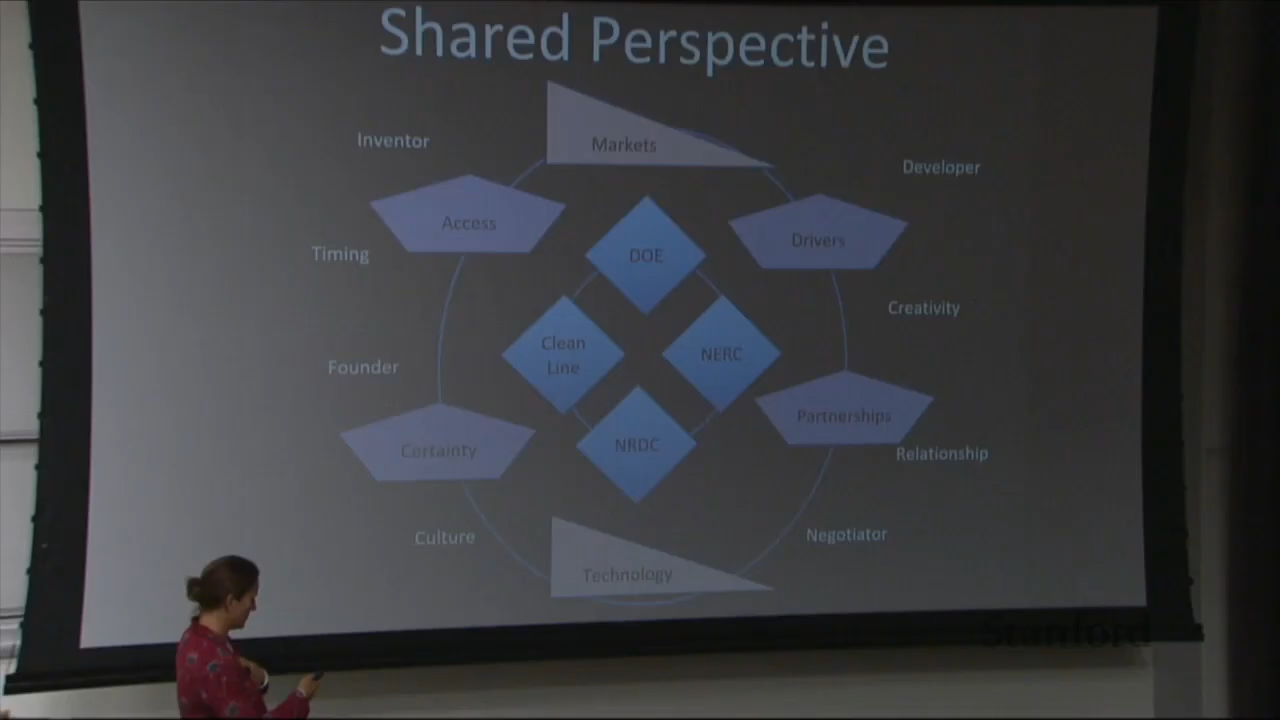 Shared Perspective
Markets
Inventor
Developer
Access
Drivers
DOE
Timing
Creativity
Clean
Line
NERC
Founder
Partnerships
NRDC
Certainty
Relationship
Culture
Negotiator
Technology
Stanford